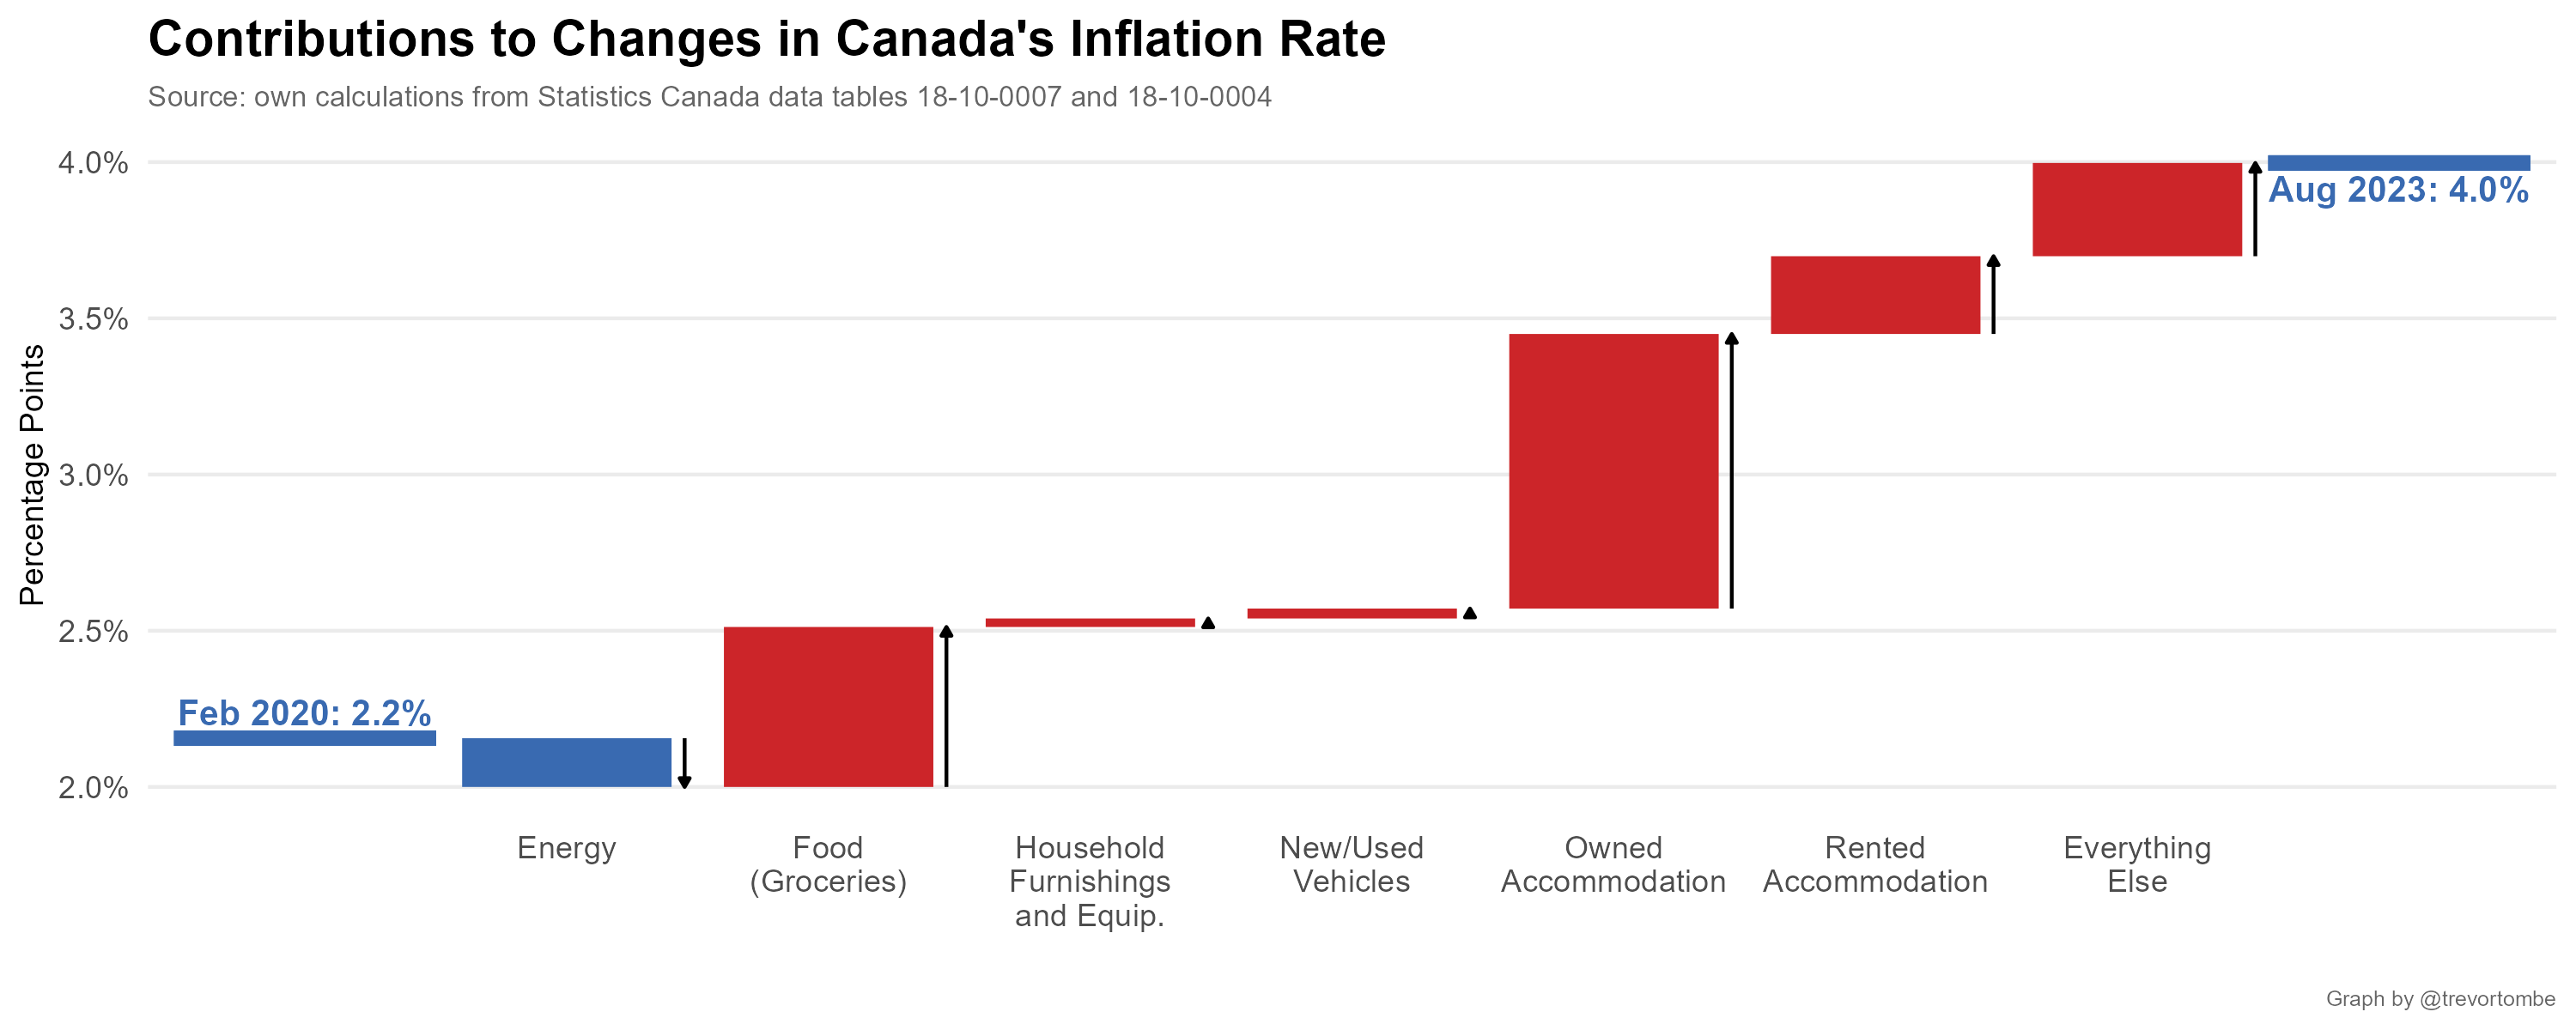 Contributions to Changes in Canada's Inflation Rate
Source: own calculations from Statistics Canada data tables 18-10-0007 and 18-10-0004
Percentage Points
4.0%
3.5%
3.0%
2.5%
2.0%
Feb 2020: 2.2%
Aug 2023: 4.0%
Energy
Food
(Groceries)
Household
Furnishings
and Equip.
New/Used
Vehicles
Owned
Accommodation
Rented
Accommodation
Everything
Else
Graph by @trevortombe